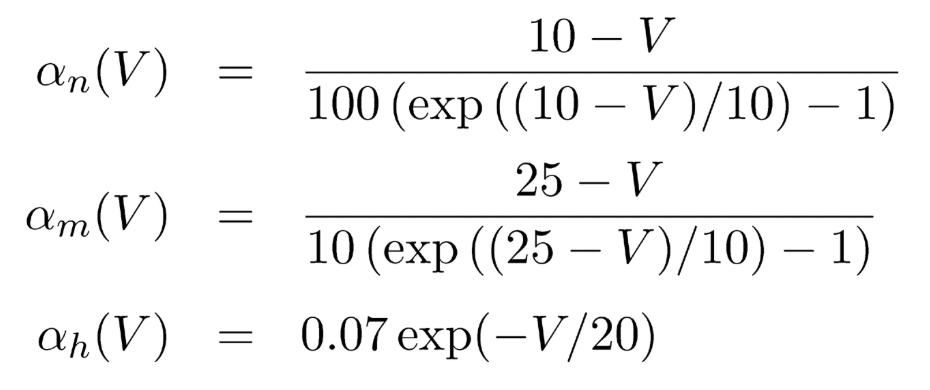 αₙ(V) = (10 − V) / (100 (exp ((10 − V)/10) − 1))
αₘ(V) = (25 − V) / (10 (exp ((25 − V)/10) − 1))
αₕ(V) = 0.07 exp(−V/20)